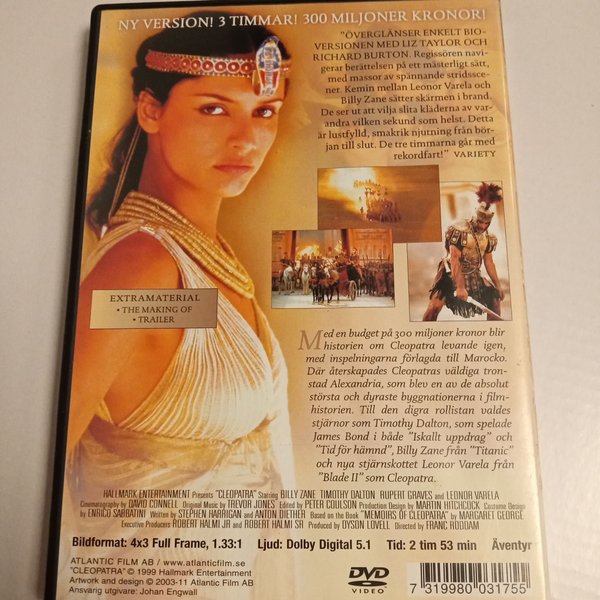 NY VERSION! 3 TIMMAR! 300 MILJONER KRONOR!
"ÖVERGLÄNSER ENKELT BIO-
VERSIONEN MED LIZ TAYLOR OCH
RICHARD BURTON. Regissören navi-
gerar berättelsen på ett mästerligt sätt,
med massor av spännande stridssce-
ner. Kemin mellan Leonor Varela och
Billy Zane sätter skärmen i brand.
De ser ut att vilja slita kläderna av var-
andra vilken sekund som helst. Detta
är lustfylld, smakrik njutning från bör-
jan till slut. De tre timmarna går med
rekordfart!" VARIETY
EXTRAMATERIAL
• THE MAKING OF
• TRAILER
Med en budget på 300 miljoner kronor blir
historien om Cleopatra levande igen,
med inspelningarna förlagda till Marocko.
Där återskapades Cleopatras väldiga tron-
stad Alexandria, som blev en av de absolut
största och dyraste byggnationerna i film-
historien. Till den digra rollistan valdes
stjärnor som Timothy Dalton, som spelade
James Bond i både "Iskallt uppdrag" och
"Tid för hämnd", Billy Zane från "Titanic"
och nya stjärnskottet Leonor Varela från
"Blade II" som Cleopatra.
HALLMARK ENTERTAINMENT Presents "CLEOPATRA" Starring BILLY ZANE TIMOTHY DALTON RUPERT GRAVES and LEONOR VARELA
Cinematography by DAVID CONNELL Original Music by TREVOR JONES Edited by PETER COULSON Production Design by MARTIN HITCHCOCK Costume Design
by ENRICO SABBATINI Written by STEPHEN HARRIGAN and ANTON DIETHER Based on the Book "MEMOIRS OF CLEOPATRA" by MARGARET GEORGE
Executive Producers ROBERT HALMI JR and ROBERT HALMI SR Produced by DYSON LOVELL Directed by FRANC RODDAM
Bildformat: 4x3 Full Frame, 1.33:1 Ljud: Dolby Digital 5.1 Tid: 2 tim 53 min Äventyr
ATLANTIC FILM AB / www.atlanticfilm.se
"CLEOPATRA" © 1999 Hallmark Entertainment
Artwork and design © 2003-11 Atlantic Film AB
Ansvarig utgivare: Johan Engwall
DVD
VIDEO
7 319980 031755